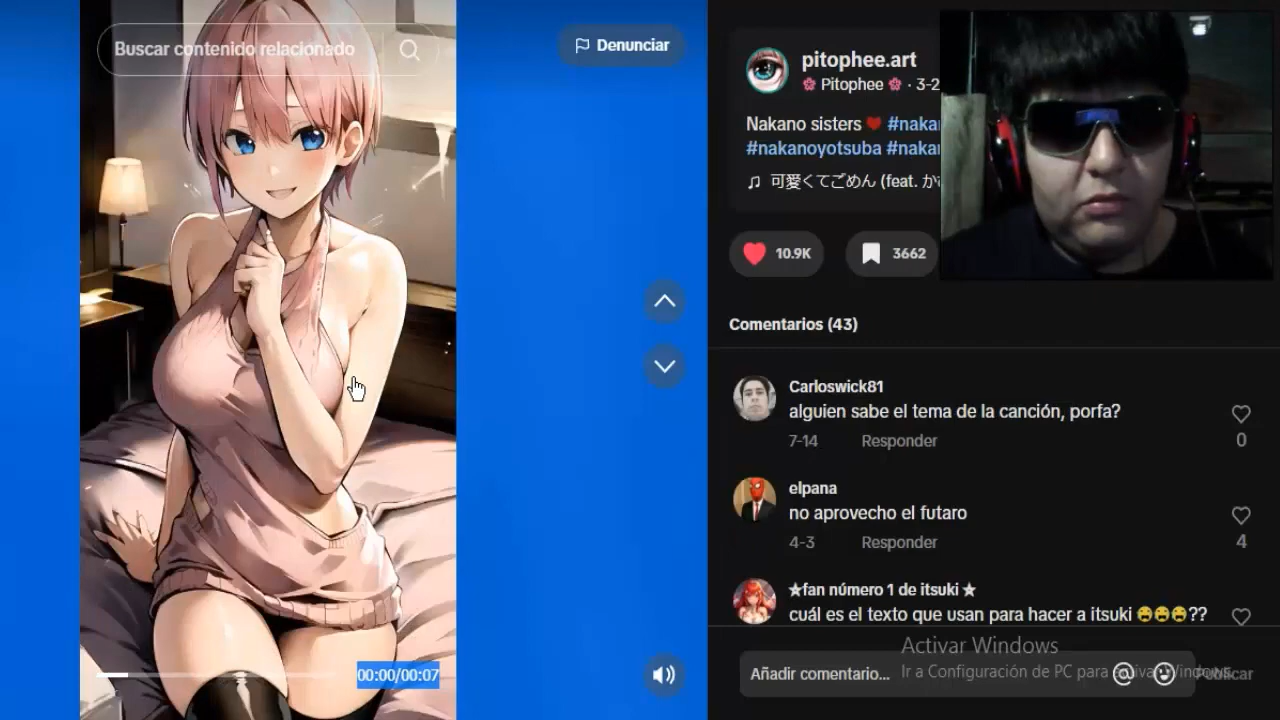 Buscar contenido relacionado
Denunciar
00:00/00:07
pitophee.art
Pitophee · 3-2
Nakano sisters
#nakanoyotsuba
可愛くてごめん (feat.
10.9K
3662
Comentarios (43)
Carloswick81
alguien sabe el tema de la canción, porfa?
7-14 Responder
0
elpana
no aprovecho el futaro
4-3 Responder
4
★fan número 1 de itsuki ★
cuál es el texto que usan para hacer a itsuki 😭😭😭??
Activar Windows
Añadir comentario...
Ir a Configuración de PC para activar Windows.
Publicar